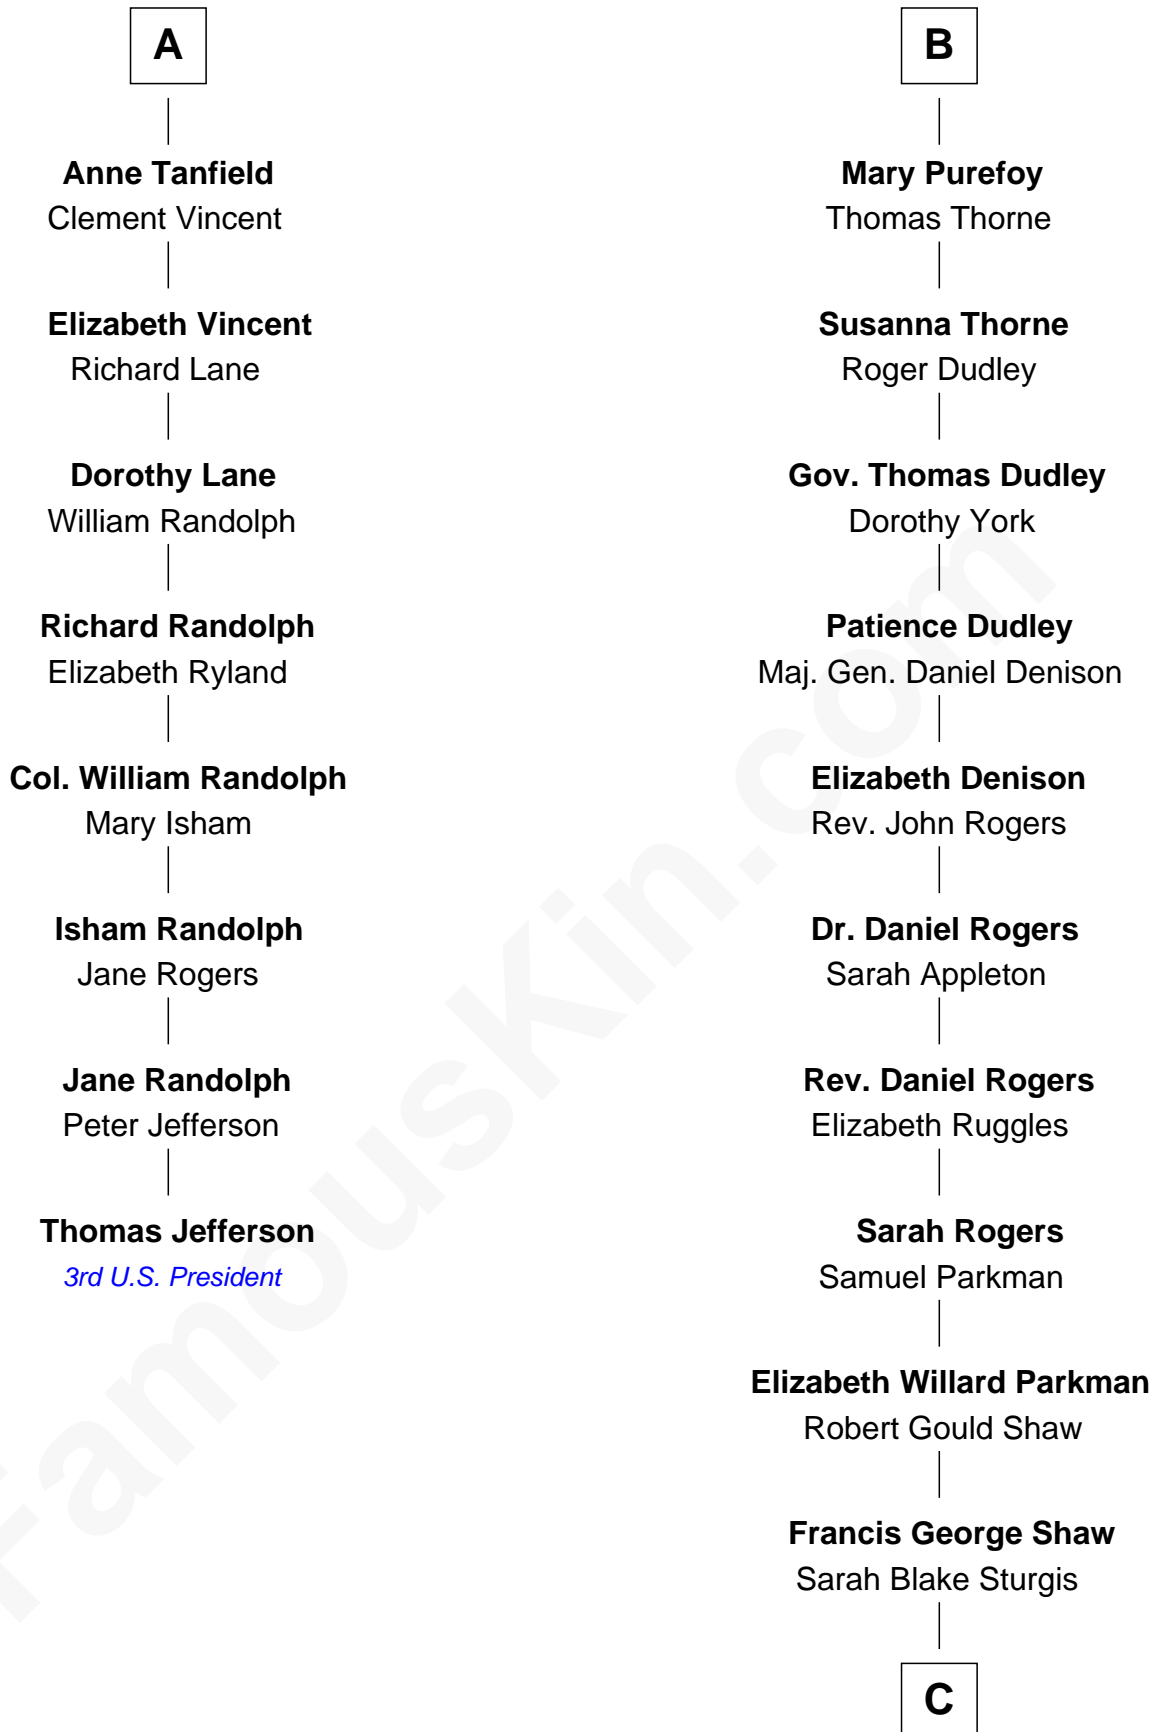 A
Anne Tanfield
Clement Vincent
Elizabeth Vincent
Richard Lane
Dorothy Lane
William Randolph
Richard Randolph
Elizabeth Ryland
Col. William Randolph
Mary Isham
Isham Randolph
Jane Rogers
Jane Randolph
Peter Jefferson
Thomas Jefferson
3rd U.S. President
B
Mary Purefoy
Thomas Thorne
Susanna Thorne
Roger Dudley
Gov. Thomas Dudley
Dorothy York
Patience Dudley
Maj. Gen. Daniel Denison
Elizabeth Denison
Rev. John Rogers
Dr. Daniel Rogers
Sarah Appleton
Rev. Daniel Rogers
Elizabeth Ruggles
Sarah Rogers
Samuel Parkman
Elizabeth Willard Parkman
Robert Gould Shaw
Francis George Shaw
Sarah Blake Sturgis
C
FamousKin.com